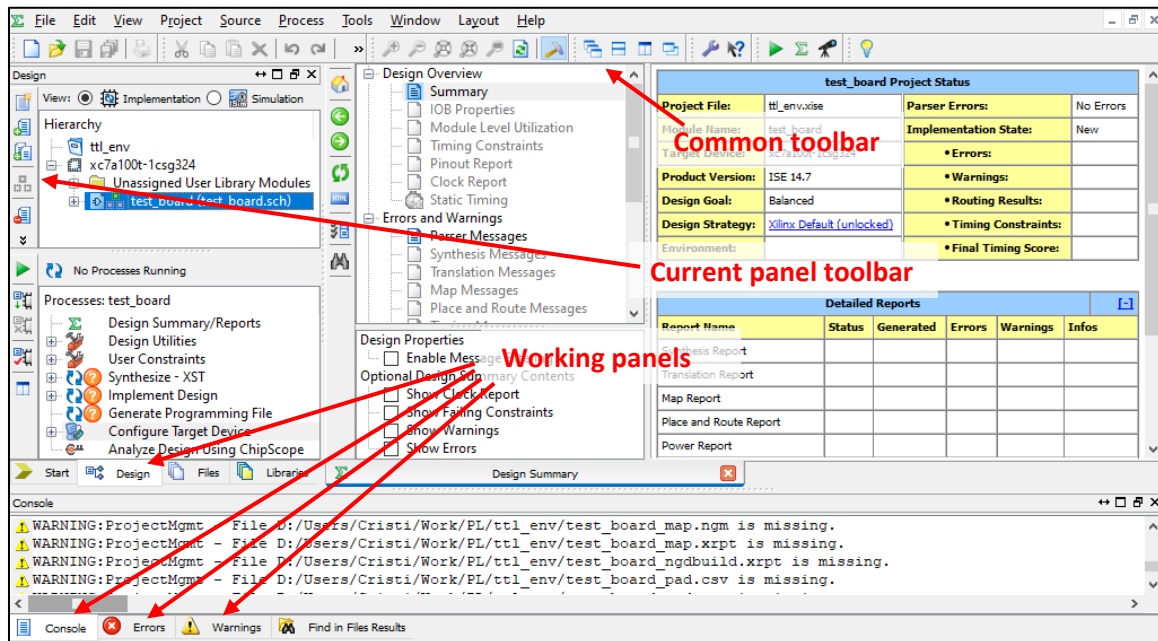 File Edit View Project Source Process Tools Window Layout Help
Design
View: Implementation Simulation
Hierarchy
ttl_env
xc7a100t-1csg324
Unassigned User Library Modules
test_board (test_board.sch)
No Processes Running
Processes: test_board
Design Summary/Reports
Design Utilities
User Constraints
Synthesize - XST
Implement Design
Generate Programming File
Configure Target Device
Analyze Design Using ChipScope
Start Design Files Libraries
Design Overview
Summary
IOB Properties
Module Level Utilization
Timing Constraints
Pinout Report
Clock Report
Static Timing
Errors and Warnings
Parser Messages
Synthesis Messages
Translation Messages
Map Messages
Place and Route Messages
Design Properties
Enable Message
Optional Design Summary Contents
Show Clock Report
Show Failing Constraints
Show Warnings
Show Errors
Design Summary
test_board Project Status
Project File: ttl_env.xise Parser Errors: No Errors
Module Name: test_board Implementation State: New
Target Device: xc7a100t-1csg324 •Errors:
Product Version: ISE 14.7 •Warnings:
Design Goal: Balanced •Routing Results:
Design Strategy: Xilinx Default (unlocked) •Timing Constraints:
Environment: •Final Timing Score:
Detailed Reports [-]
Report Name Status Generated Errors Warnings Infos
Synthesis Report
Translation Report
Map Report
Place and Route Report
Power Report
Common toolbar
Current panel toolbar
Working panels
Console
WARNING:ProjectMgmt - File D:/Users/Cristi/Work/PL/ttl_env/test_board_map.ngm is missing.
WARNING:ProjectMgmt - File D:/Users/Cristi/Work/PL/ttl_env/test_board_map.xrpt is missing.
WARNING:ProjectMgmt - File D:/Users/Cristi/Work/PL/ttl_env/test_board_ngdbuild.xrpt is missing.
WARNING:ProjectMgmt - File D:/Users/Cristi/Work/PL/ttl_env/test_board_pad.csv is missing.
Console Errors Warnings Find in Files Results